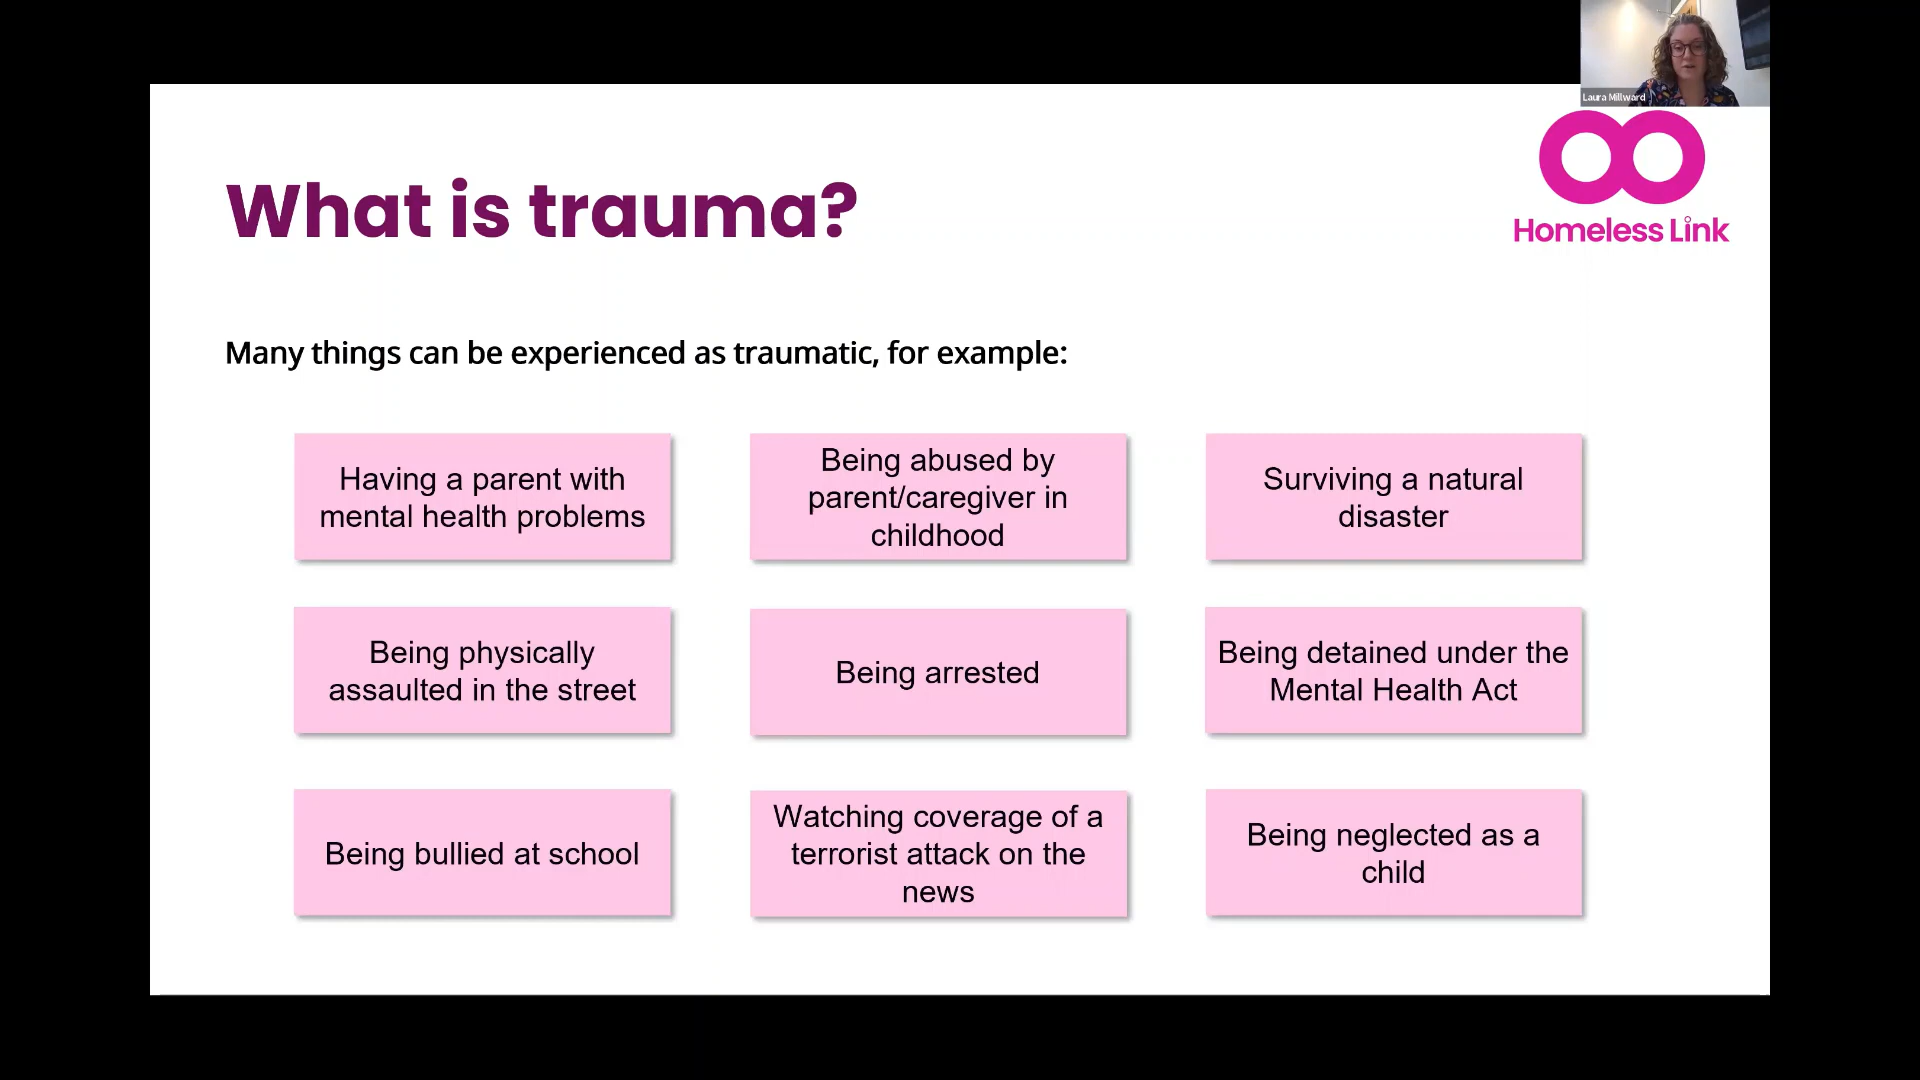 Laura Millward
Homeless Link
What is trauma?
Many things can be experienced as traumatic, for example:
Having a parent with
mental health problems
Being abused by
parent/caregiver in
childhood
Surviving a natural
disaster
Being physically
assaulted in the street
Being arrested
Being detained under the
Mental Health Act
Being bullied at school
Watching coverage of a
terrorist attack on the
news
Being neglected as a
child